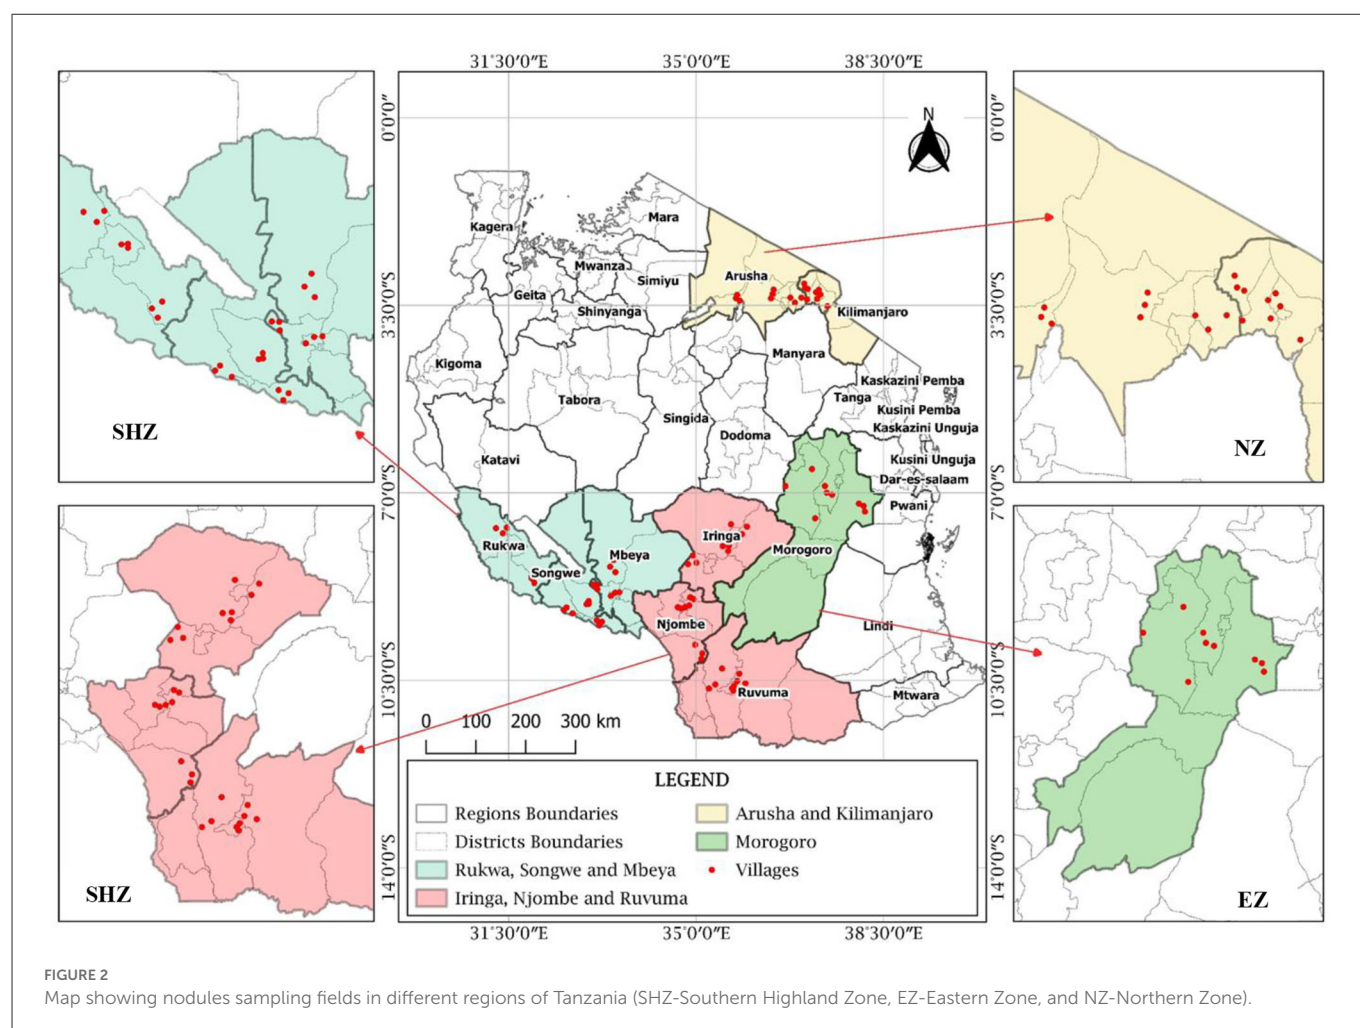 31°30'0"E 35°0'0"E 38°30'0"E
0°0'0"
3°30'0"S
7°0'0"S
10°30'0"S
14°0'0"S
0°0'0"
3°30'0"S
7°0'0"S
10°30'0"S
14°0'0"S
N
SHZ
NZ
SHZ
EZ
Kagera
Mara
Mwanza
Simiyu
Arusha
Geita
Shinyanga
Kilimanjaro
Kigoma
Manyara
Kaskazini Pemba
Tabora
Tanga
Singida
Kusini Pemba
Dodoma
Kaskazini Unguja
Katavi
Kusini Unguja
Dar-es-salaam
Pwani
Rukwa
Iringa
Mbeya
Morogoro
Songwe
Njombe
Lindi
Ruvuma
Mtwara
0 100 200 300 km
LEGEND
Regions Boundaries
Districts Boundaries
Rukwa, Songwe and Mbeya
Iringa, Njombe and Ruvuma
Arusha and Kilimanjaro
Morogoro
Villages
31°30'0"E 35°0'0"E 38°30'0"E
FIGURE 2
Map showing nodules sampling fields in different regions of Tanzania (SHZ-Southern Highland Zone, EZ-Eastern Zone, and NZ-Northern Zone).